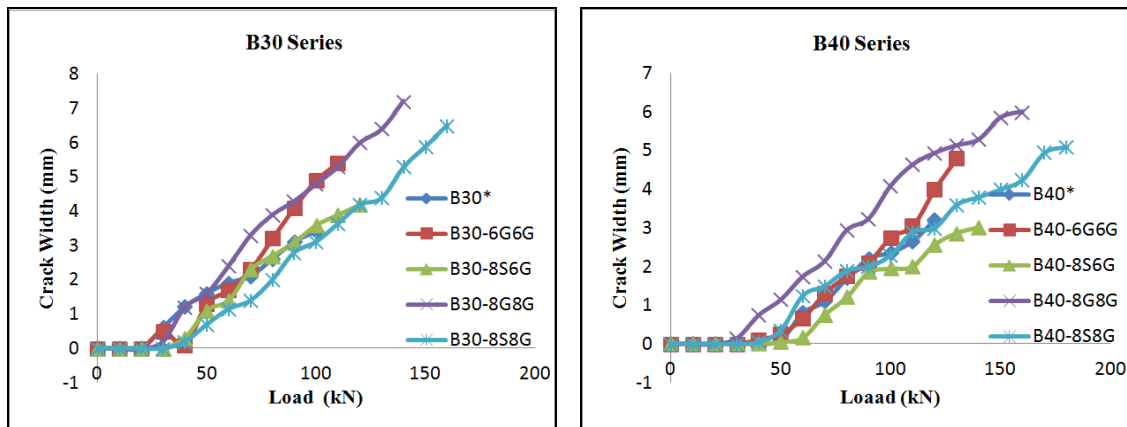 B30 Series
Crack Width (mm)
8
7
6
5
4
3
2
1
0
-1
0
50
100
150
200
Load (kN)
B30*
B30-6G6G
B30-8S6G
B30-8G8G
B30-8S8G
B40 Series
Crack Width (mm)
7
6
5
4
3
2
1
0
-1
0
50
100
150
200
Loaad (kN)
B40*
B40-6G6G
B40-8S6G
B40-8G8G
B40-8S8G